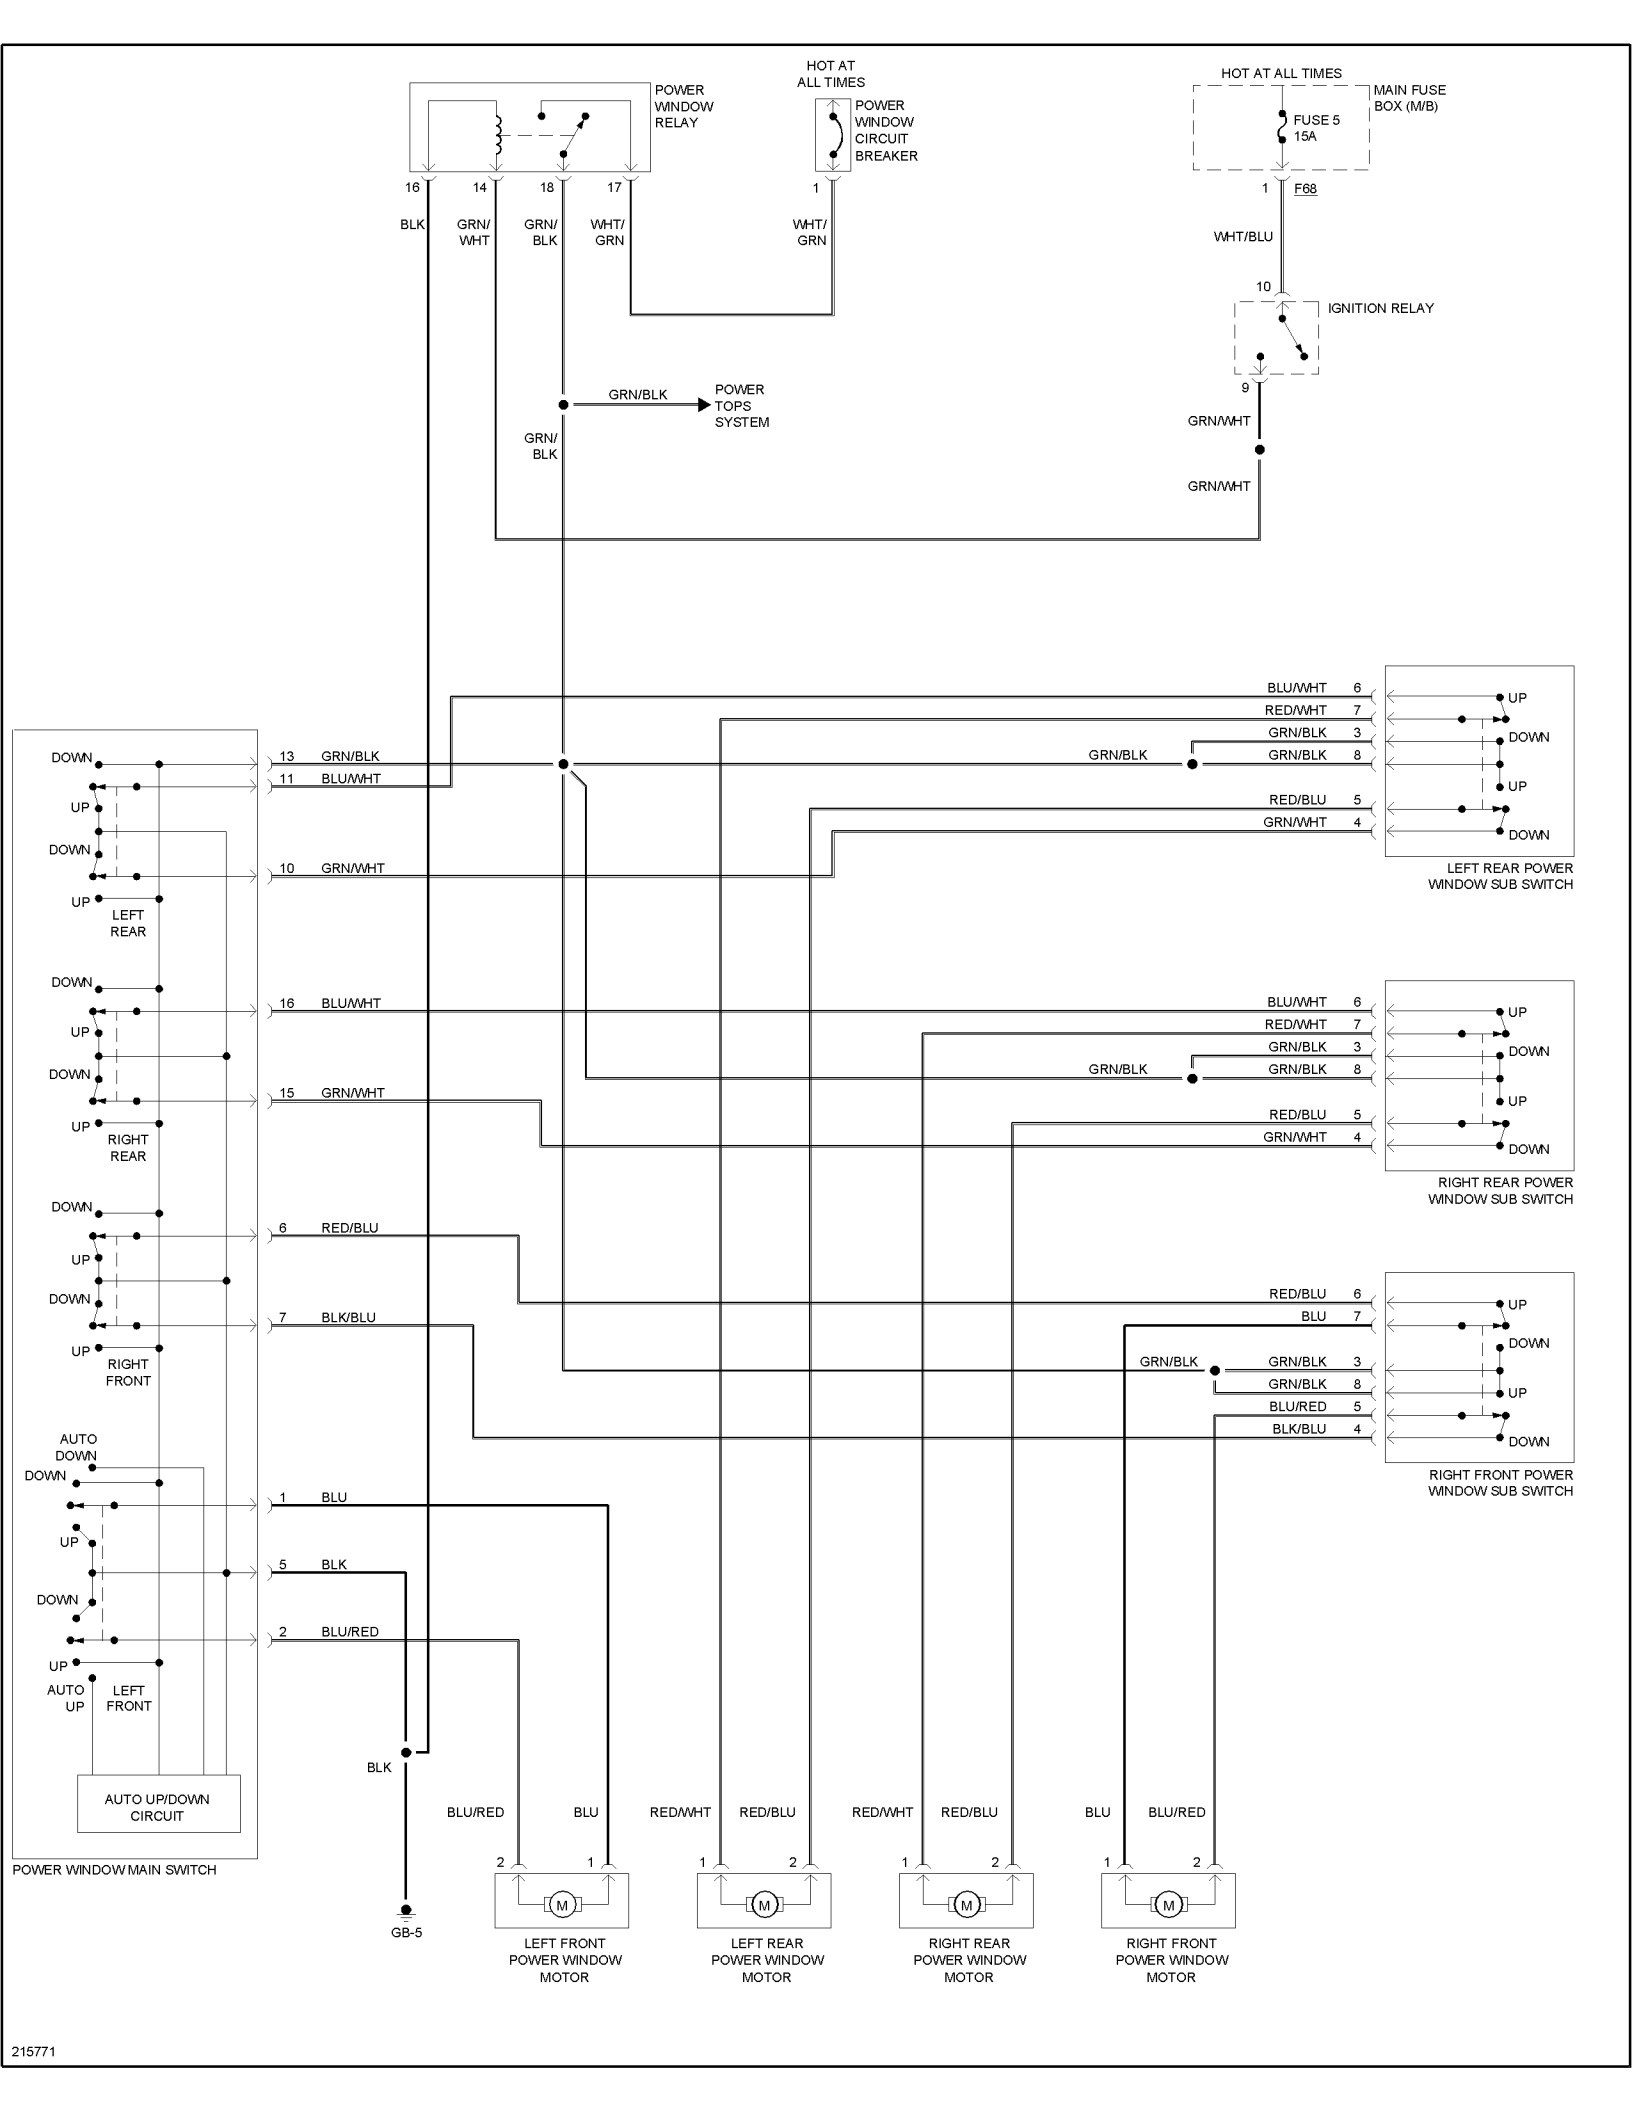 HOT AT
ALL TIMES
HOT AT ALL TIMES
POWER
WINDOW
RELAY
POWER
WINDOW
CIRCUIT
BREAKER
MAIN FUSE
BOX (M/B)
FUSE 5
15A
16 14 18 17 1 1 F68
BLK
GRN/
WHT
GRN/
BLK
WHT/
GRN
WHT/
GRN
WHT/BLU
10
IGNITION RELAY
9
GRN/BLK
POWER
TOPS
SYSTEM
GRN/WHT
GRN/
BLK
GRN/WHT
BLU/WHT 6
RED/WHT 7
GRN/BLK 3
GRN/BLK
GRN/BLK 8
RED/BLU 5
GRN/WHT 4
UP
DOWN
UP
DOWN
LEFT REAR POWER
WINDOW SUB SWITCH
DOWN
13 GRN/BLK
11 BLU/WHT
UP
DOWN
10 GRN/WHT
UP
LEFT
REAR
DOWN
16 BLU/WHT
UP
DOWN
15 GRN/WHT
UP
RIGHT
REAR
BLU/WHT 6
RED/WHT 7
GRN/BLK 3
GRN/BLK
GRN/BLK 8
RED/BLU 5
GRN/WHT 4
UP
DOWN
UP
DOWN
RIGHT REAR POWER
WINDOW SUB SWITCH
DOWN
6 RED/BLU
UP
DOWN
7 BLK/BLU
UP
RIGHT
FRONT
RED/BLU 6
BLU 7
GRN/BLK
GRN/BLK 3
GRN/BLK 8
BLU/RED 5
BLK/BLU 4
UP
DOWN
UP
DOWN
RIGHT FRONT POWER
WINDOW SUB SWITCH
AUTO
DOWN
DOWN
1 BLU
UP
5 BLK
DOWN
2 BLU/RED
UP
AUTO
UP
LEFT
FRONT
BLK
AUTO UP/DOWN
CIRCUIT
POWER WINDOW MAIN SWITCH
BLU/RED BLU RED/WHT RED/BLU RED/WHT RED/BLU BLU BLU/RED
2 1 1 2 1 2 1 2
M M M M
GB-5
LEFT FRONT
POWER WINDOW
MOTOR
LEFT REAR
POWER WINDOW
MOTOR
RIGHT REAR
POWER WINDOW
MOTOR
RIGHT FRONT
POWER WINDOW
MOTOR
215771